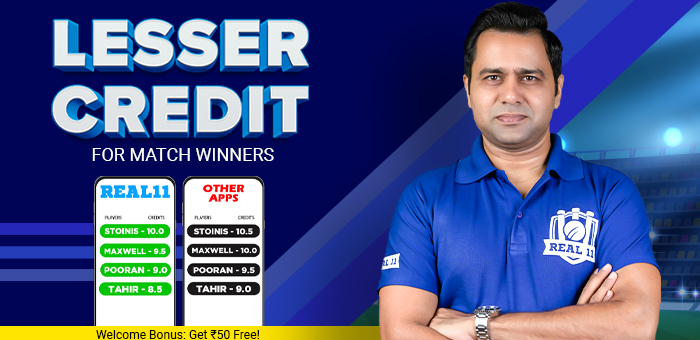 LESSER
CREDIT
FOR MATCH WINNERS
REAL11
PLAYERS CREDITS
STOINIS - 10.0
MAXWELL - 9.5
POORAN - 9.0
TAHIR - 8.5
OTHER
APPS
PLAYERS CREDITS
STOINIS - 10.5
MAXWELL - 10.0
POORAN - 9.5
TAHIR - 9.0
Welcome Bonus: Get ₹50 Free!
REAL 11